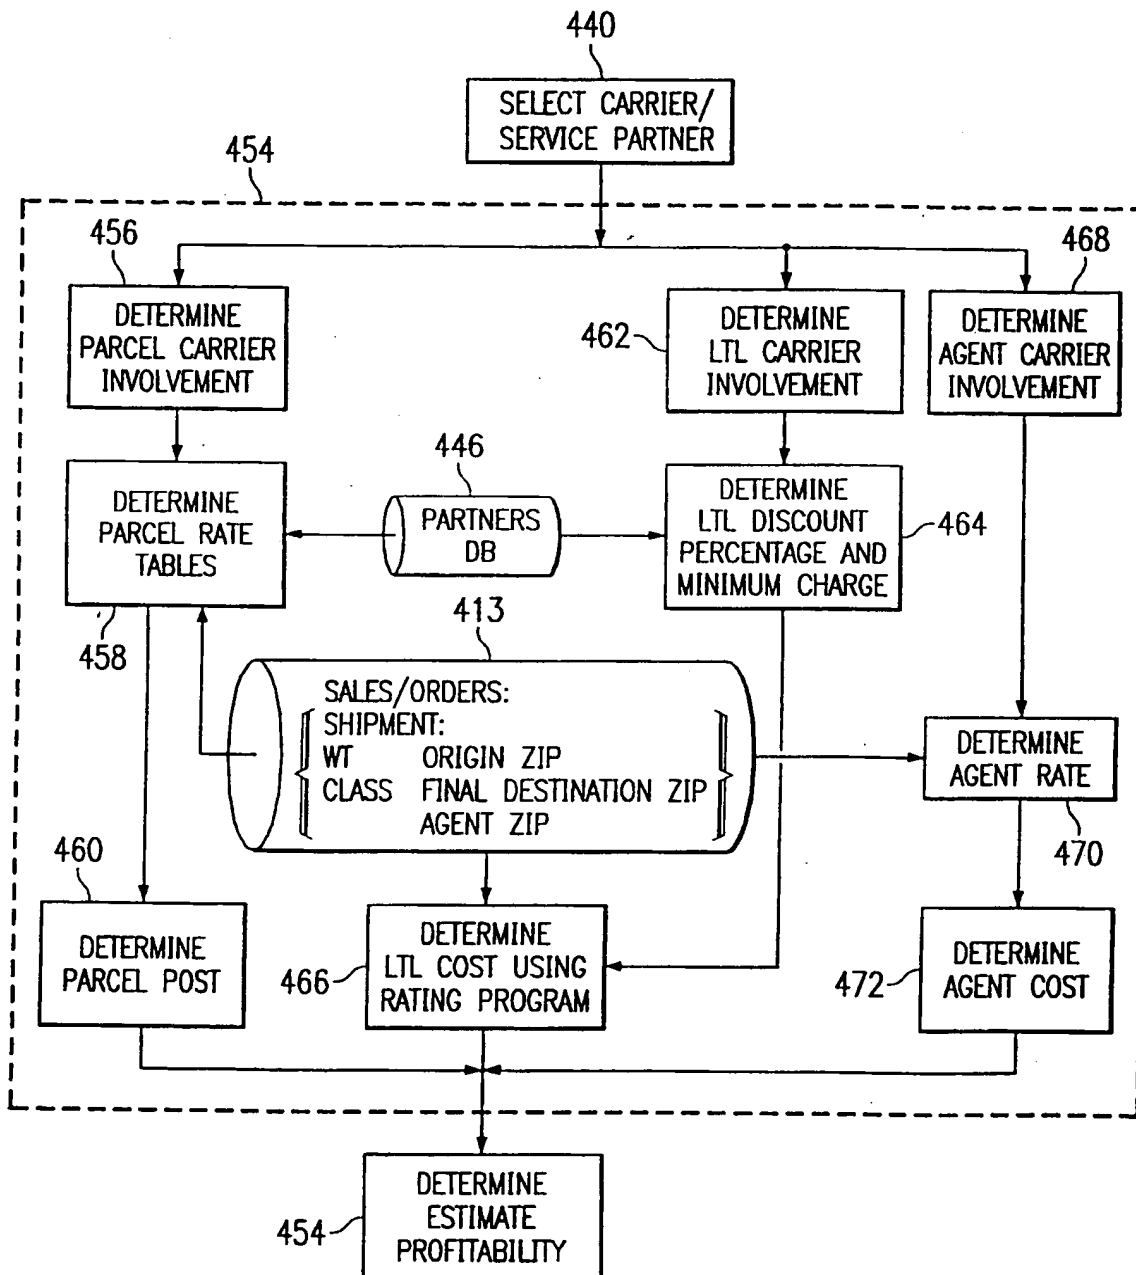 440
SELECT CARRIER/
SERVICE PARTNER
454
456
DETERMINE
PARCEL CARRIER
INVOLVEMENT
462
DETERMINE
LTL CARRIER
INVOLVEMENT
468
DETERMINE
AGENT CARRIER
INVOLVEMENT
DETERMINE
PARCEL RATE
TABLES
458
446
PARTNERS
DB
DETERMINE
LTL DISCOUNT
PERCENTAGE AND
MINIMUM CHARGE
464
413
SALES/ORDERS:
SHIPMENT:
WT ORIGIN ZIP
CLASS FINAL DESTINATION ZIP
AGENT ZIP
DETERMINE
AGENT RATE
470
460
DETERMINE
PARCEL POST
466
DETERMINE
LTL COST USING
RATING PROGRAM
472
DETERMINE
AGENT COST
454
DETERMINE
ESTIMATE
PROFITABILITY